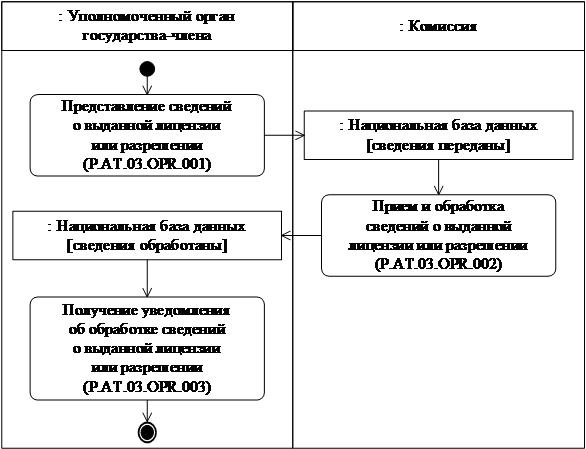 : Уполномоченный орган
государства-члена
: Комиссия
Представление сведений
о выданной лицензии
или разрешении
(P.AT.03.OPR.001)
: Национальная база данных
[сведения переданы]
Прием и обработка
сведений о выданной
лицензии или разрешении
(P.AT.03.OPR.002)
: Национальная база данных
[сведения обработаны]
Получение уведомления
об обработке сведений
о выданной лицензии
или разрешении
(P.AT.03.OPR.003)